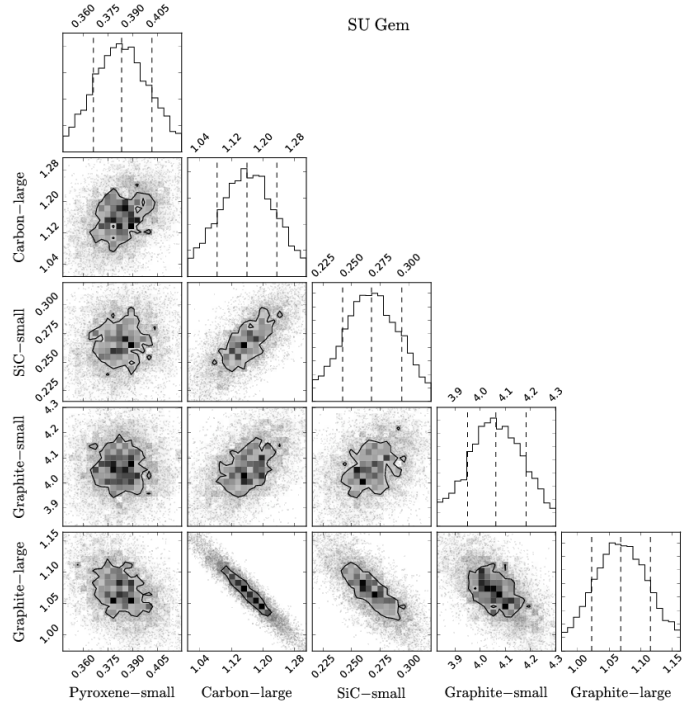 SU Gem
0.360 0.375 0.390 0.405
1.04 1.12 1.20 1.28
Carbon−large
1.28
1.20
1.12
1.04
0.225 0.250 0.275 0.300
SiC−small
0.300
0.275
0.250
0.225
3.9 4.0 4.1 4.2 4.3
Graphite−small
4.3
4.2
4.1
4.0
3.9
Graphite−large
1.15
1.10
1.05
1.00
0.360 0.375 0.390 0.405
1.04 1.12 1.20 1.28
0.225 0.250 0.275 0.300
3.9 4.0 4.1 4.2 4.3
1.00 1.05 1.10 1.15
Pyroxene−small Carbon−large SiC−small Graphite−small Graphite−large